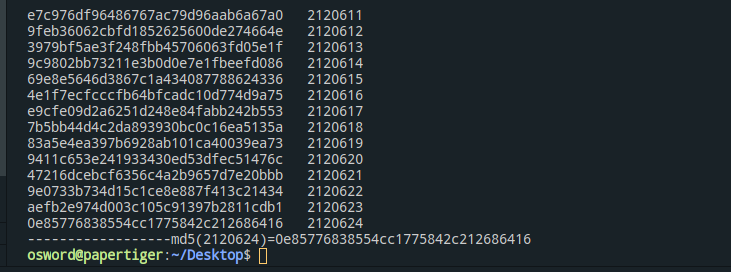 e7c976df96486767ac79d96aab6a67a0 2120611
9feb36062cbfd1852625600de274664e 2120612
3979bf5ae3f248fbb45706063fd05e1f 2120613
9c9802bb73211e3b0d0e7e1fbeefd086 2120614
69e8e5646d3867c1a434087788624336 2120615
4e1f7ecfcccfb64bfcadc10d774d9a75 2120616
e9cfe09d2a6251d248e84fabb242b553 2120617
7b5bb44d4c2da893930bc0c16ea5135a 2120618
83a5e4ea397b6928ab101ca40039ea73 2120619
9411c653e241933430ed53dfec51476c 2120620
47216dcebcf6356c4a2b9657d7e20bbb 2120621
9e0733b734d15c1ce8e887f413c21434 2120622
aefb2e974d003c105c91397b2811cdb1 2120623
0e85776838554cc1775842c212686416 2120624
------------------md5(2120624)=0e85776838554cc1775842c212686416
osword@papertiger:~/Desktop$